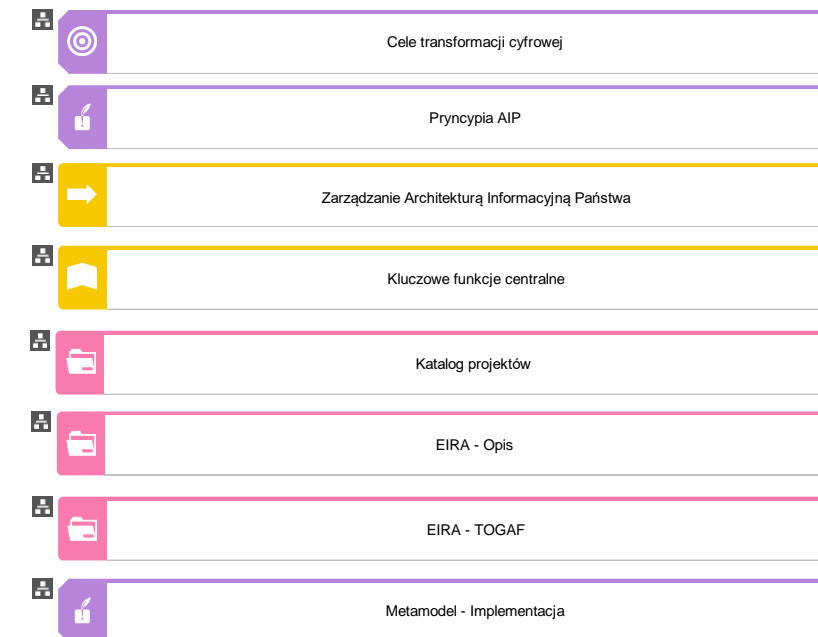 Cele transformacji cyfrowej
Pryncypia AIP
Zarządzanie Architekturą Informacyjną Państwa
Kluczowe funkcje centralne
Katalog projektów
EIRA - Opis
EIRA - TOGAF
Metamodel - Implementacja